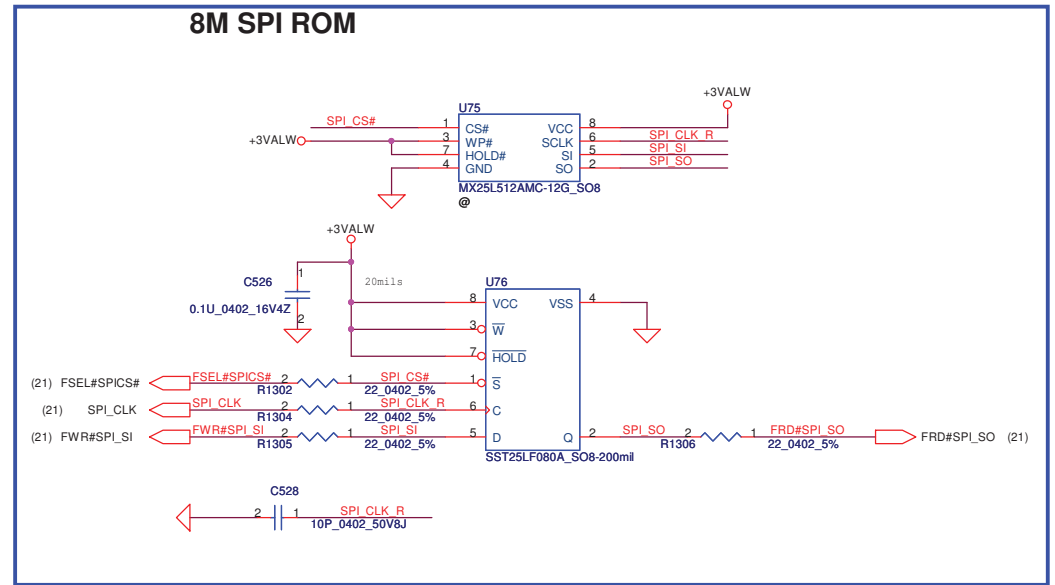 8M SPI ROM
+3VALW
U75
SPI_CS# 1 CS# VCC 8
+3VALW 3 WP# SCLK 6 SPI_CLK_R
7 HOLD# SI 5 SPI_SI
4 GND SO 2 SPI_SO
MX25L512AMC-12G_SO8
@
+3VALW
C526 1 20mils U76
0.1U_0402_16V4Z 2
8 VCC VSS 4
3 W
7 HOLD
(21) FSEL#SPICS# FSEL#SPICS# 2 1 SPI_CS# 1 S
R1302 22_0402_5%
(21) SPI_CLK SPI_CLK 2 1 SPI_CLK_R 6 C
R1304 22_0402_5%
(21) FWR#SPI_SI FWR#SPI_SI 2 1 SPI_SI 5 D Q 2 SPI_SO 2 1 FRD#SPI_SO FRD#SPI_SO (21)
R1305 22_0402_5% R1306 22_0402_5%
SST25LF080A_SO8-200mil
C528
2 1 SPI_CLK_R
10P_0402_50V8J